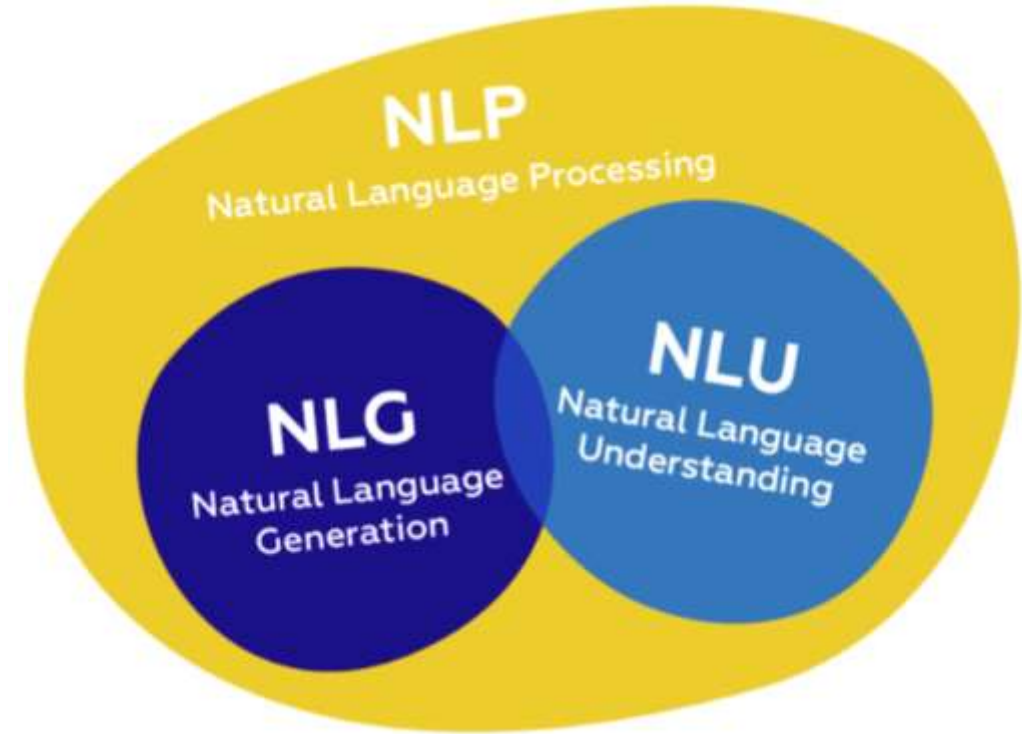 NLP
Natural Language Processing
NLG
Natural Language
Generation
NLU
Natural Language
Understanding